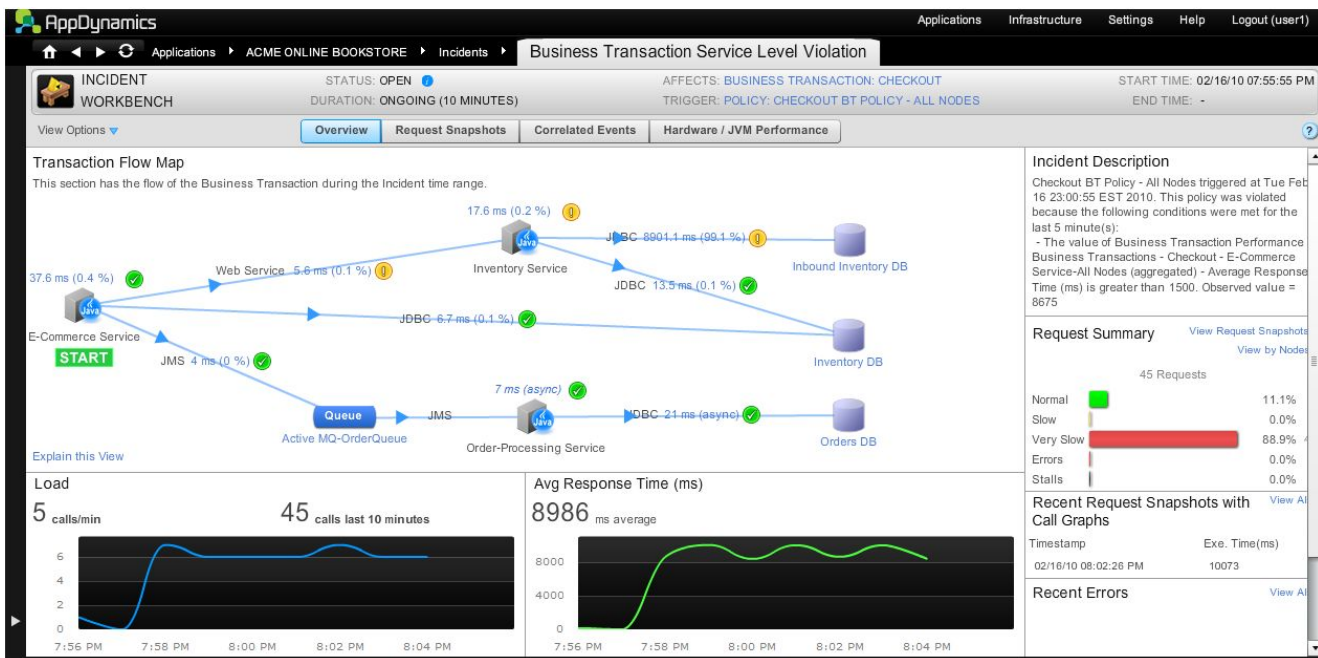 AppDynamics
Applications Infrastructure Settings Help Logout (user1)
Applications ACME ONLINE BOOKSTORE Incidents Business Transaction Service Level Violation
INCIDENT WORKBENCH
STATUS: OPEN
DURATION: ONGOING (10 MINUTES)
AFFECTS: BUSINESS TRANSACTION: CHECKOUT
TRIGGER: POLICY: CHECKOUT BT POLICY - ALL NODES
START TIME: 02/16/10 07:55:55 PM
END TIME: -
View Options
Overview Request Snapshots Correlated Events Hardware / JVM Performance
?
Transaction Flow Map
This section has the flow of the Business Transaction during the Incident time range.
17.6 ms (0.2 %)
Java
Inventory Service
JDBC 8901.1 ms (99.1 %)
Inbound Inventory DB
Web Service 5.6 ms (0.1 %)
37.6 ms (0.4 %)
Java
E-Commerce Service
START
JDBC 13.5 ms (0.1 %)
JDBC 6.7 ms (0.1 %)
Inventory DB
JMS 4 ms (0 %)
Queue
Active MQ-OrderQueue
JMS
7 ms (async)
Java
Order-Processing Service
JDBC 21 ms (async)
Orders DB
Explain this View
Incident Description
Checkout BT Policy - All Nodes triggered at Tue Feb
16 23:00:55 EST 2010. This policy was violated
because the following conditions were met for the
last 5 minute(s):
- The value of Business Transaction Performance
Business Transactions - Checkout - E-Commerce
Service-All Nodes (aggregated) - Average Response
Time (ms) is greater than 1500. Observed value =
8675
Request Summary
View Request Snapshots
View by Nodes
45 Requests
Normal 11.1%
Slow 0.0%
Very Slow 88.9%
Errors 0.0%
Stalls 0.0%
Recent Request Snapshots with
Call Graphs
View Al
Timestamp Exe. Time(ms)
02/16/10 08:02:26 PM 10073
Recent Errors
View Al
Load
5 calls/min
45 calls last 10 minutes
6
4
2
0
7:56 PM 7:58 PM 8:00 PM 8:02 PM 8:04 PM
Avg Response Time (ms)
8986 ms average
8000
4000
0
7:56 PM 7:58 PM 8:00 PM 8:02 PM 8:04 PM